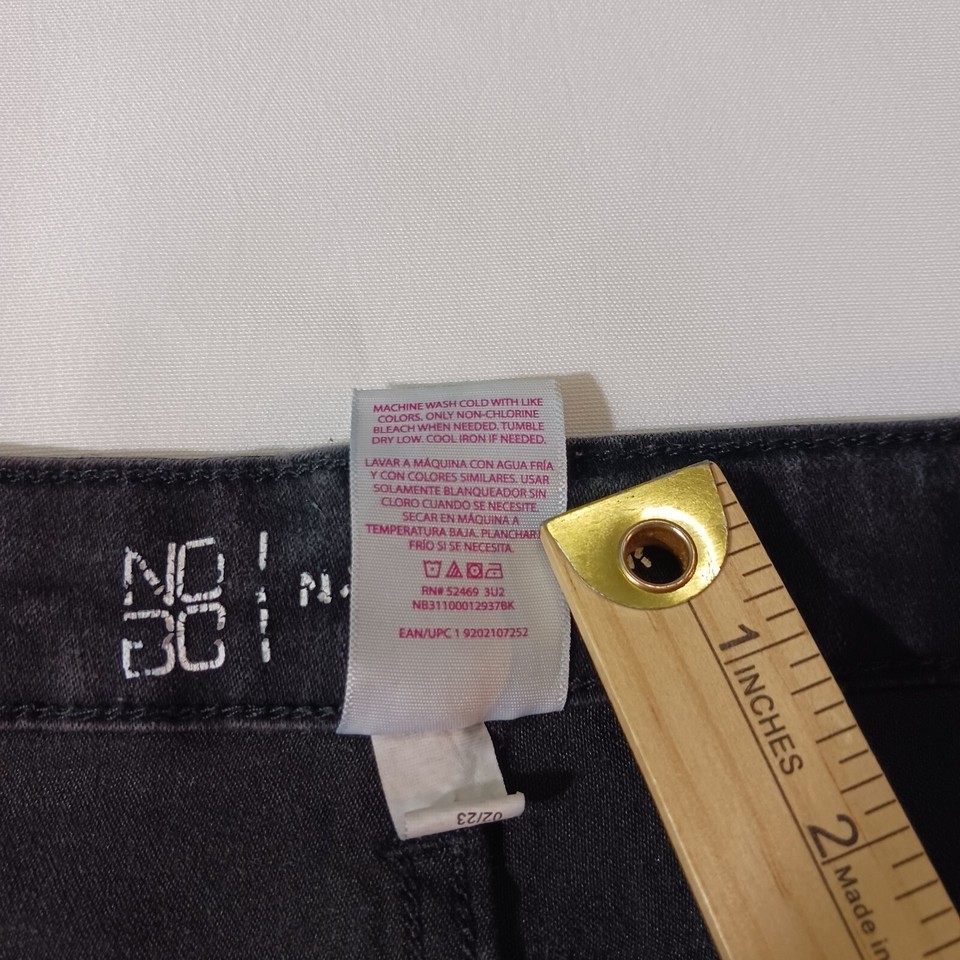 MACHINE WASH COLD WITH LIKE
COLORS. ONLY NON-CHLORINE
BLEACH WHEN NEEDED. TUMBLE
DRY LOW. COOL IRON IF NEEDED.
LAVAR A MÁQUINA CON AGUA FRÍA
Y CON COLORES SIMILARES. USAR
SOLAMENTE BLANQUEADOR SIN
CLORO CUANDO SE NECESITE.
SECAR EN MÁQUINA A
TEMPERATURA BAJA. PLANCHAR
FRÍO SI SE NECESITA.
RN# 52469 3U2
NB31100012937BK
EAN/UPC 1 9202107252
NO
BO
02/23
1
INCHES
2
Made in